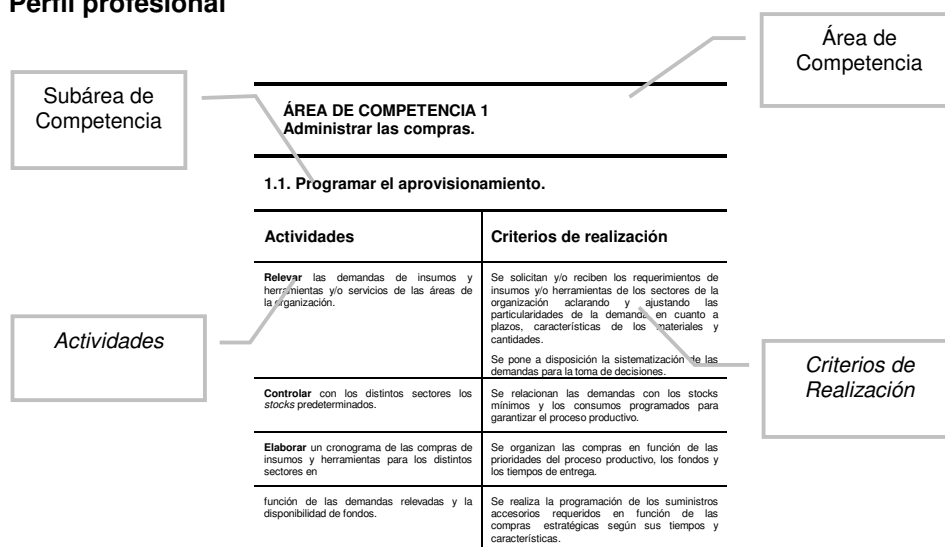 Perfil profesional
Área de
Competencia
Subárea de
Competencia
ÁREA DE COMPETENCIA 1
Administrar las compras.
1.1. Programar el aprovisionamiento.
Actividades
Criterios de realización
Relevar las demandas de insumos y
herramientas y/o servicios de las áreas de
la organización.
Se solicitan y/o reciben los requerimientos de
insumos y/o herramientas de los sectores de la
organización aclarando y ajustando las
particularidades de la demanda en cuanto a
plazos, características de los materiales y
cantidades.
Se pone a disposición la sistematización de las
demandas para la toma de decisiones.
Actividades
Criterios de
Realización
Controlar con los distintos sectores los
stocks predeterminados.
Se relacionan las demandas con los stocks
mínimos y los consumos programados para
garantizar el proceso productivo.
Elaborar un cronograma de las compras de
insumos y herramientas para los distintos
sectores en
Se organizan las compras en función de las
prioridades del proceso productivo, los fondos y
los tiempos de entrega.
función de las demandas relevadas y la
disponibilidad de fondos.
Se realiza la programación de los suministros
accesorios requeridos en función de las
compras estratégicas según sus tiempos y
características.